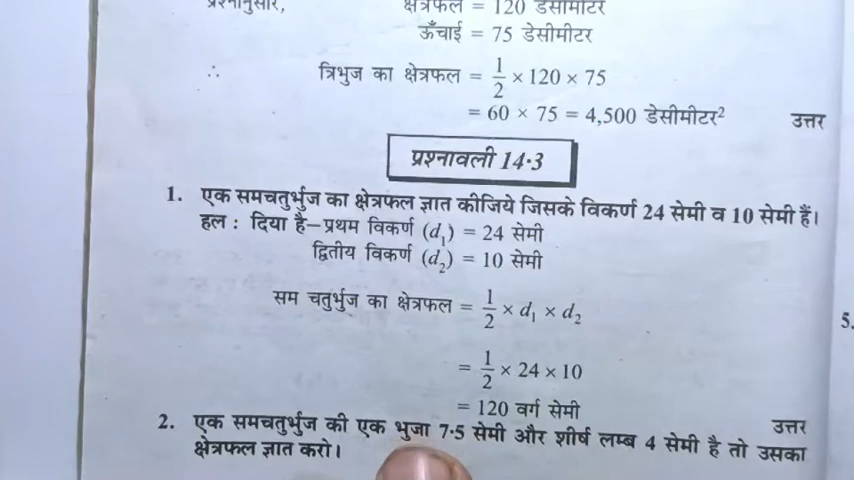 प्रश्नानुसार, क्षेत्रफल = 120 डेसीमीटर
ऊँचाई = 75 डेसीमीटर
∴ त्रिभुज का क्षेत्रफल = 1/2 × 120 × 75
= 60 × 75 = 4,500 डेसीमीटर² उत्तर
प्रश्नावली 14·3
1. एक समचतुर्भुज का क्षेत्रफल ज्ञात कीजिये जिसके विकर्ण 24 सेमी व 10 सेमी हैं।
हल : दिया है–प्रथम विकर्ण (d₁) = 24 सेमी
द्वितीय विकर्ण (d₂) = 10 सेमी
सम चतुर्भुज का क्षेत्रफल = 1/2 × d₁ × d₂
= 1/2 × 24 × 10
= 120 वर्ग सेमी उत्तर
2. एक समचतुर्भुज की एक भुजा 7·5 सेमी और शीर्ष लम्ब 4 सेमी है तो उसका
क्षेत्रफल ज्ञात करो।
5.